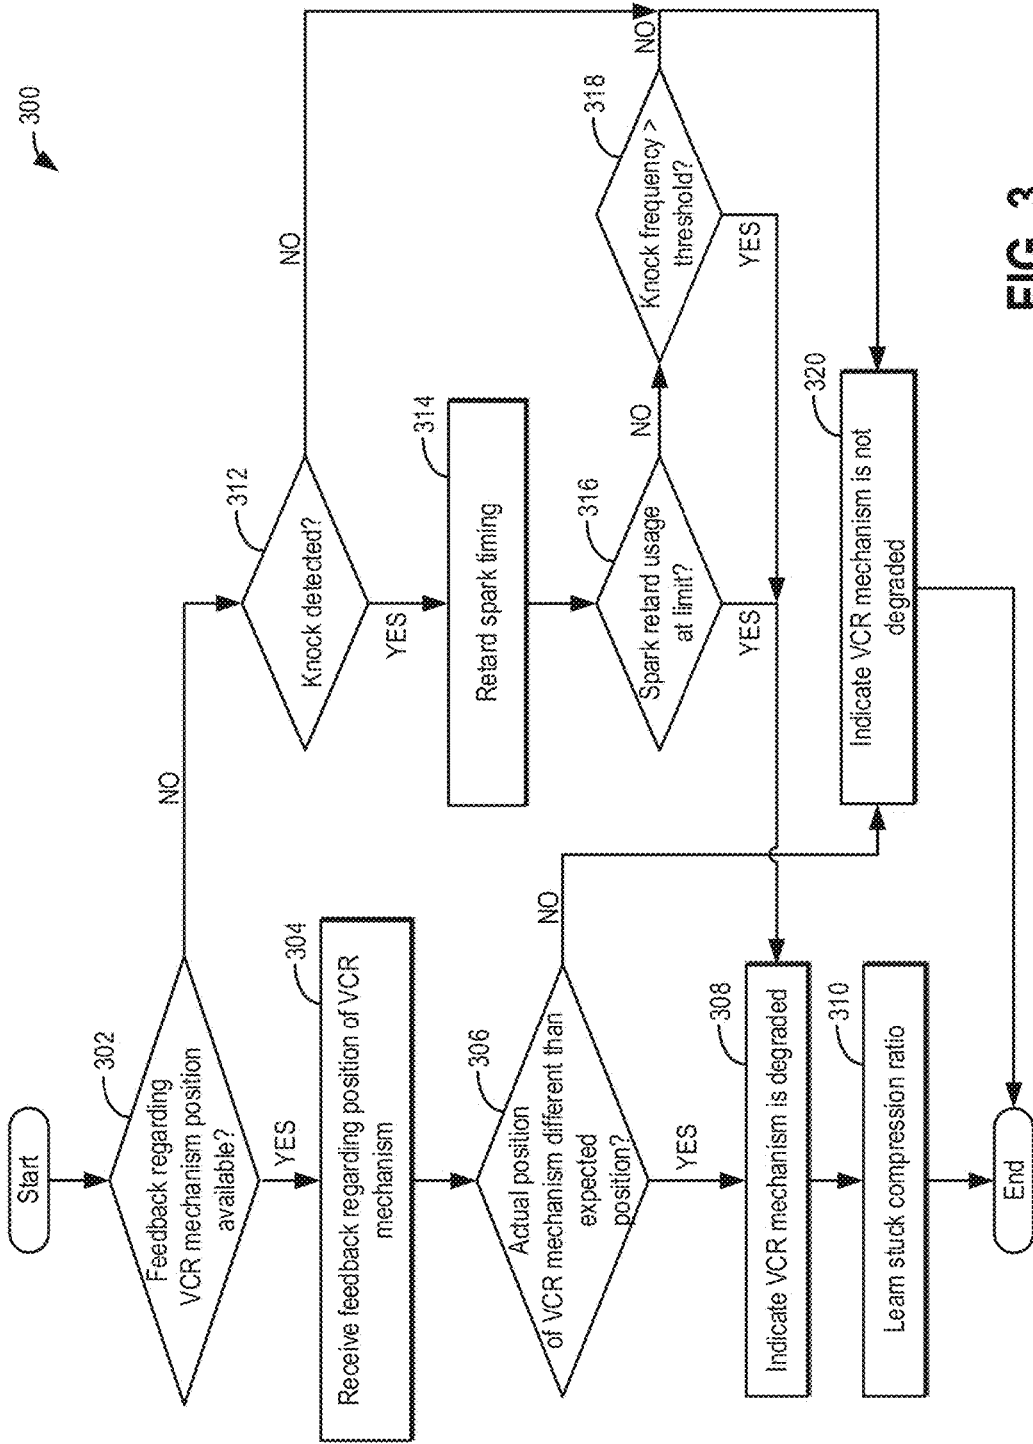 300
Start
302
Feedback regarding
VCR mechanism position
available?
NO
YES
304
Receive feedback regarding position of VCR
mechanism
306
Actual position
of VCR mechanism different than
expected
position?
NO
YES
308
Indicate VCR mechanism is degraded
310
Learn stuck compression ratio
End
312
Knock detected?
NO
YES
314
Retard spark timing
316
Spark retard usage
at limit?
NO
YES
318
Knock frequency >
threshold?
NO
YES
320
Indicate VCR mechanism is not
degraded
FIG. 3